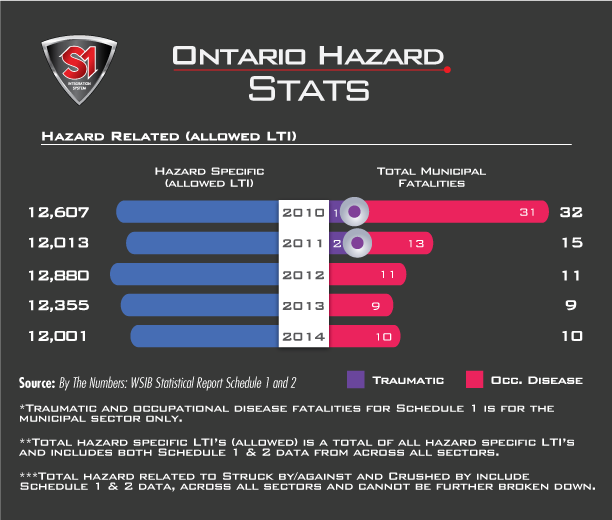 S1
INTEGRATION
SYSTEM
ONTARIO HAZARD
STATS
HAZARD RELATED (ALLOWED LTI)
HAZARD SPECIFIC
(ALLOWED LTI)
TOTAL MUNICIPAL
FATALITIES
12,607 2010 1 31 32
12,013 2011 2 13 15
12,880 2012 11 11
12,355 2013 9 9
12,001 2014 10 10
Source: By The Numbers: WSIB Statistical Report Schedule 1 and 2
TRAUMATIC OCC. DISEASE
*TRAUMATIC AND OCCUPATIONAL DISEASE FATALITIES FOR SCHEDULE 1 IS FOR THE
MUNICIPAL SECTOR ONLY.
**TOTAL HAZARD SPECIFIC LTI'S (ALLOWED) IS A TOTAL OF ALL HAZARD SPECIFIC LTI'S
AND INCLUDES BOTH SCHEDULE 1 & 2 DATA FROM ACROSS ALL SECTORS.
***TOTAL HAZARD RELATED TO STRUCK BY/AGAINST AND CRUSHED BY INCLUDE
SCHEDULE 1 & 2 DATA, ACROSS ALL SECTORS AND CANNOT BE FURTHER BROKEN DOWN.